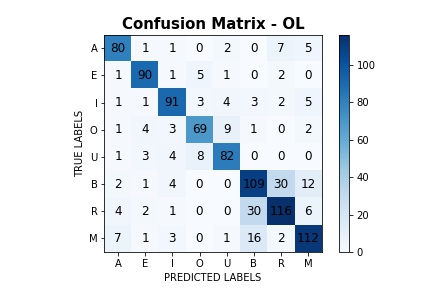 Confusion Matrix - OL
TRUE LABELS
A 80 1 1 0 2 0 7 5
E 1 90 1 5 1 0 2 0
I 1 1 91 3 4 3 2 5
O 1 4 3 69 9 1 0 2
U 1 3 4 8 82 0 0 0
B 2 1 4 0 0 109 30 12
R 4 2 1 0 0 30 116 6
M 7 1 3 0 1 16 2 112
A E I O U B R M
PREDICTED LABELS
100
80
60
40
20
0